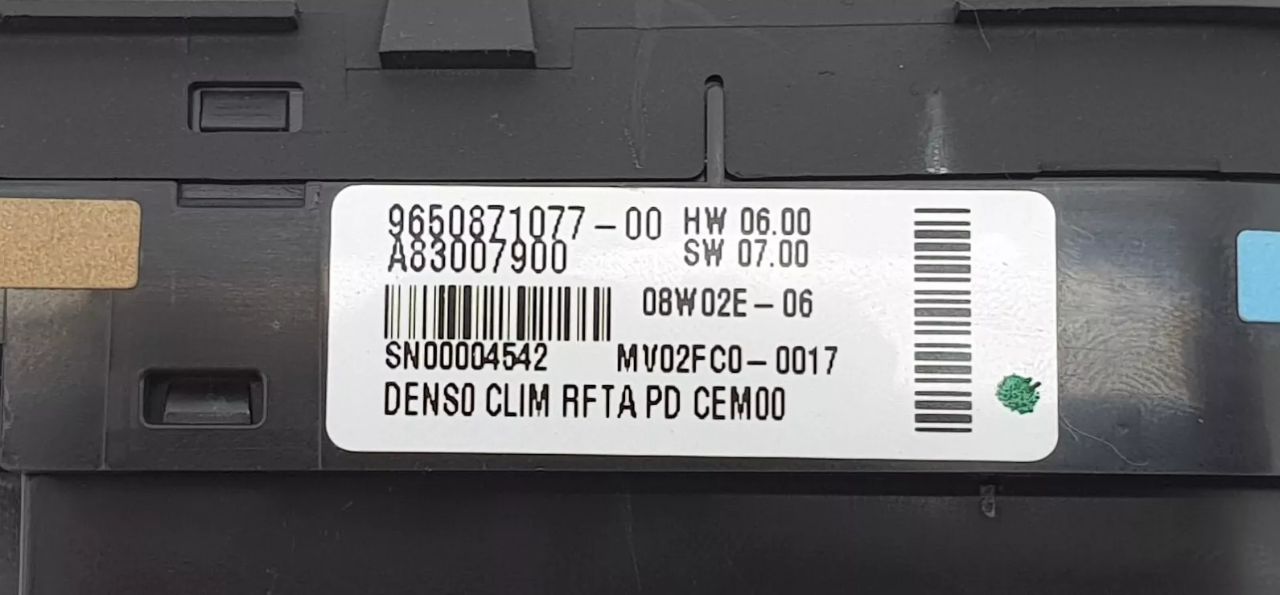 9650871077-00 HW 06.00
A83007900 SW 07.00
08W02E-06
SN00004542 MV02FC0-0017
DENSO CLIM RFTA PD CEM00